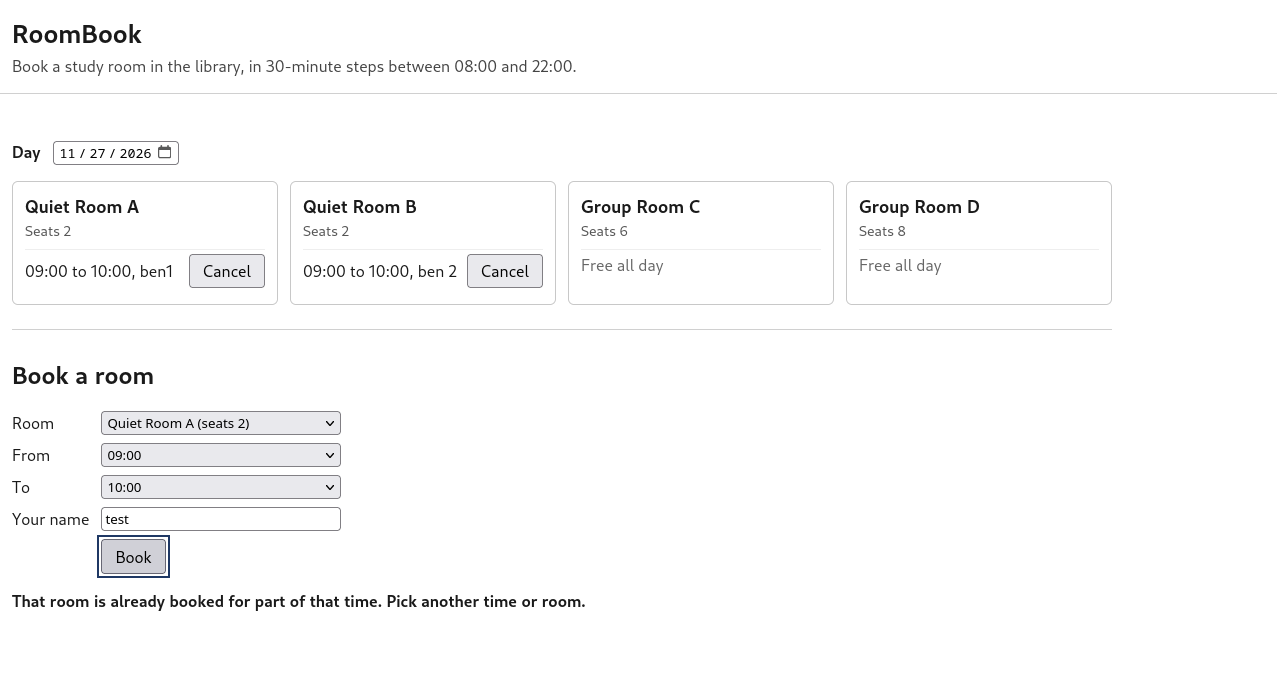 RoomBook
Book a study room in the library, in 30-minute steps between 08:00 and 22:00.
Day 11 / 27 / 2026
Quiet Room A
Seats 2
09:00 to 10:00, ben1 Cancel
Quiet Room B
Seats 2
09:00 to 10:00, ben 2 Cancel
Group Room C
Seats 6
Free all day
Group Room D
Seats 8
Free all day
Book a room
Room Quiet Room A (seats 2)
From 09:00
To 10:00
Your name test
Book
That room is already booked for part of that time. Pick another time or room.